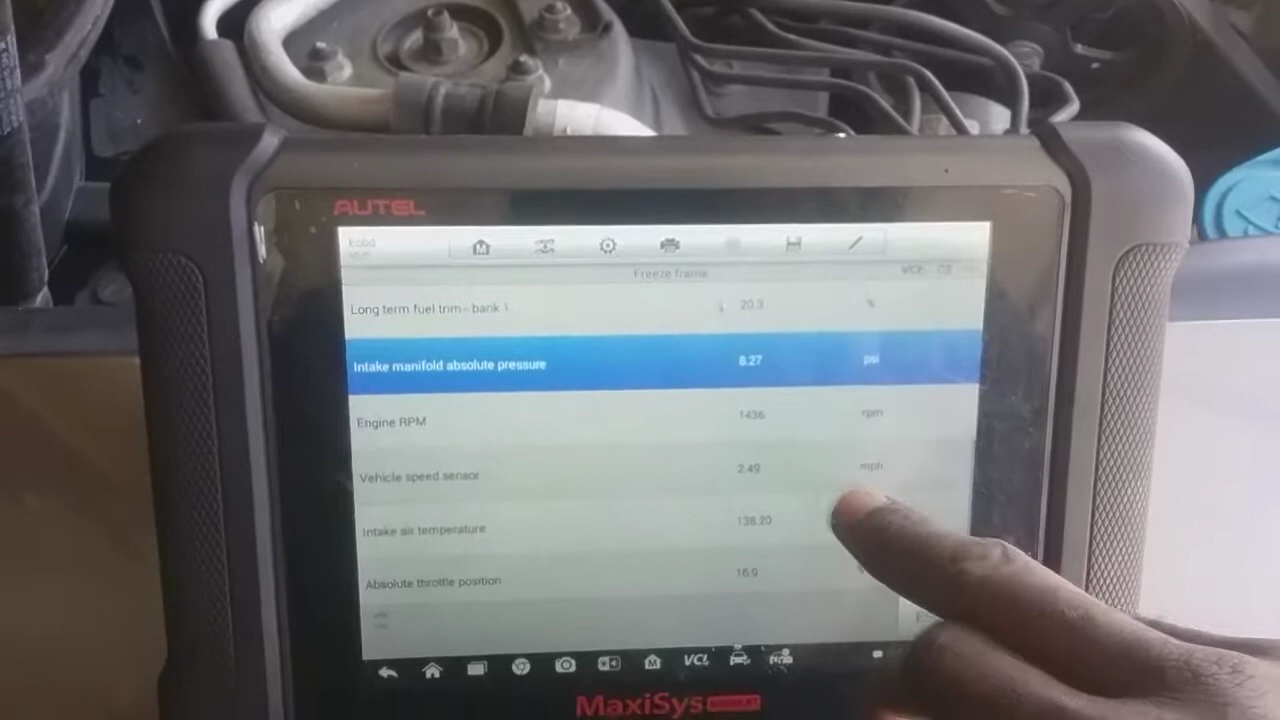 AUTEL
Eobd
Freeze frame
VCI
Long term fuel trim - bank 1 20.3 %
Intake manifold absolute pressure 8.27 psi
Engine RPM 1436 rpm
Vehicle speed sensor 2.49 mph
Intake air temperature 138.20
Absolute throttle position 16.9
VCI
MaxiSys